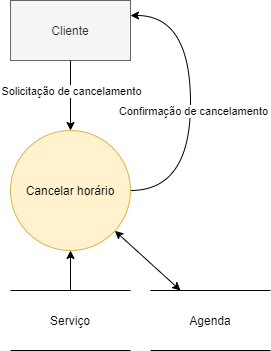 Cliente
Solicitação de cancelamento
Confirmação de cancelamento
Cancelar horário
Serviço
Agenda